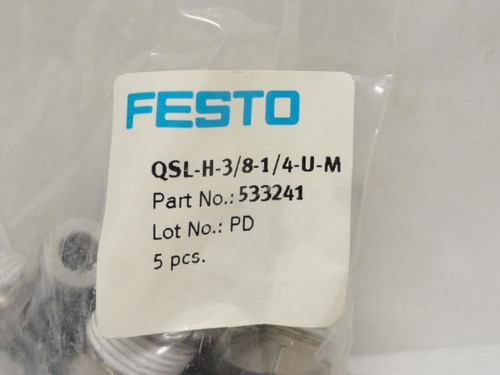 FESTO
QSL-H-3/8-1/4-U-M
Part No.: 533241
Lot No.: PD
5 pcs.